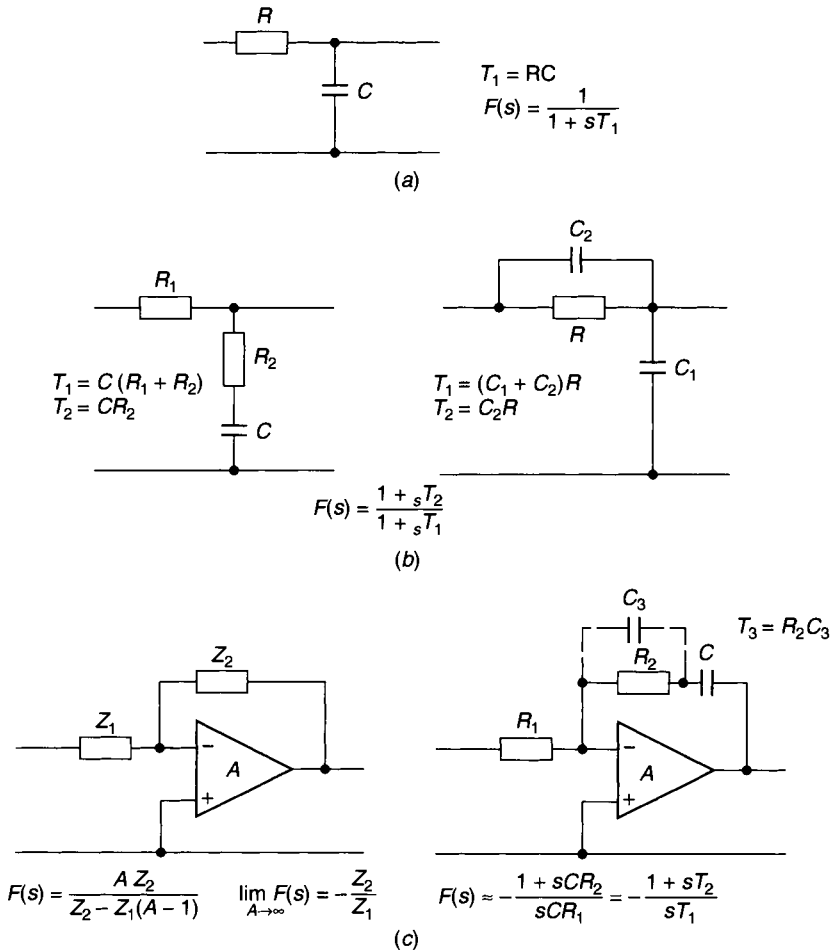 R
C
T₁ = RC
F(s) = 1 / (1 + sT₁)
(a)
R₁
R₂
C
T₁ = C (R₁ + R₂)
T₂ = CR₂
C₂
R
C₁
T₁ = (C₁ + C₂)R
T₂ = C₂R
F(s) = (1 + ₛT₂) / (1 + ₛT₁)
(b)
Z₂
Z₁
−
A
+
F(s) = A Z₂ / (Z₂ − Z₁(A − 1))
lim F(s) = −Z₂ / Z₁
A→∞
C₃
T₃ = R₂C₃
R₂
C
R₁
−
A
+
F(s) ≈ −(1 + sCR₂) / (sCR₁) = −(1 + sT₂) / (sT₁)
(c)